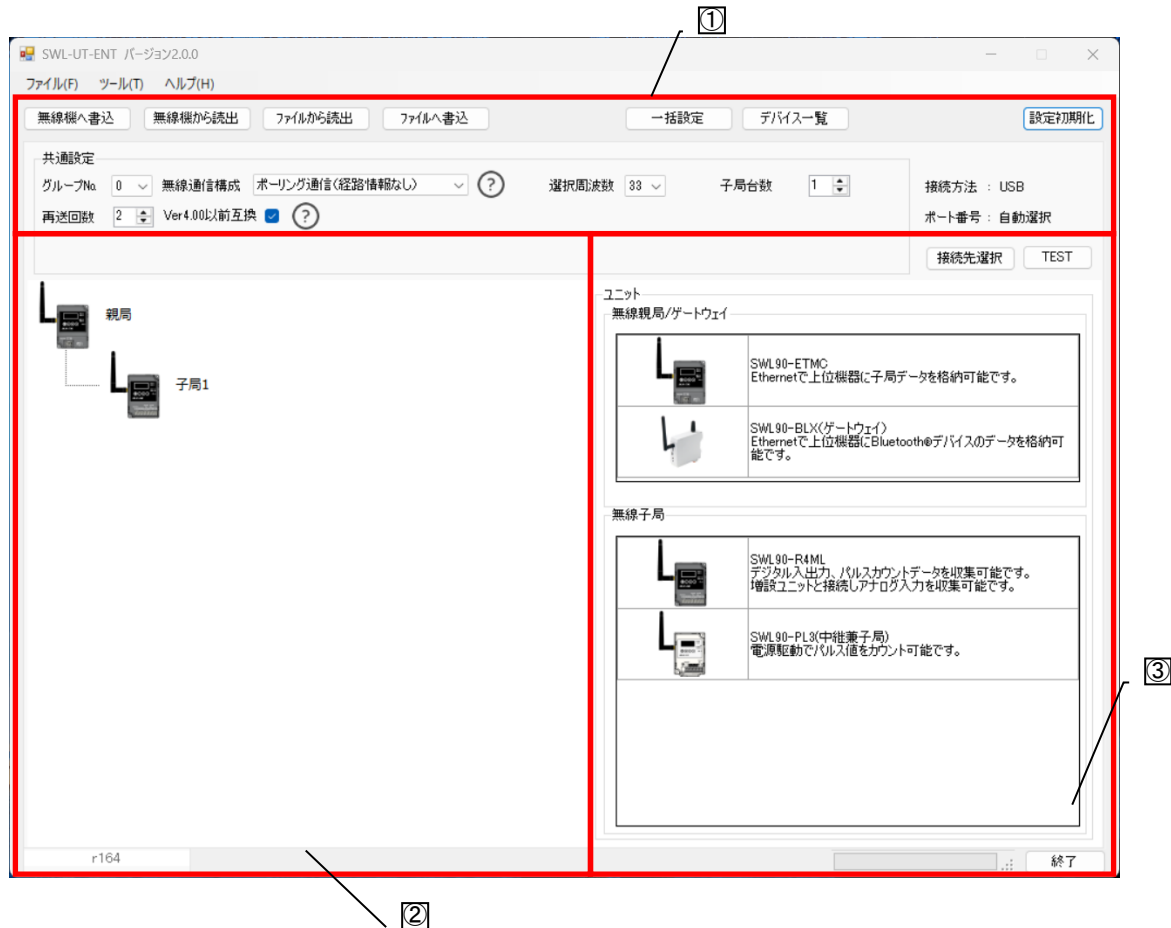 ①
SWL-UT-ENT バージョン2.0.0
ファイル(F) ツール(T) ヘルプ(H)
無線機へ書込 無線機から読出 ファイルから読出 ファイルへ書込 一括設定 デバイス一覧 設定初期化
共通設定
グループNo. 0 無線通信構成 ポーリング通信(経路情報なし) ? 選択周波数 33 子局台数 1 接続方法 : USB
再送回数 2 Ver4.00以前互換 ? ポート番号 : 自動選択
接続先選択 TEST
親局
子局1
ユニット
無線親局/ゲートウェイ
SWL90-ETMC
Ethernetで上位機器に子局データを格納可能です。
SWL90-BLX(ゲートウェイ)
Ethernetで上位機器にBluetooth®デバイスのデータを格納可
能です。
無線子局
SWL90-R4ML
デジタル入出力、パルスカウントデータを収集可能です。
増設ユニットと接続しアナログ入力を収集可能です。
SWL90-PL3(中継兼子局)
電源駆動でパルス値をカウント可能です。
③
r164 終了
②